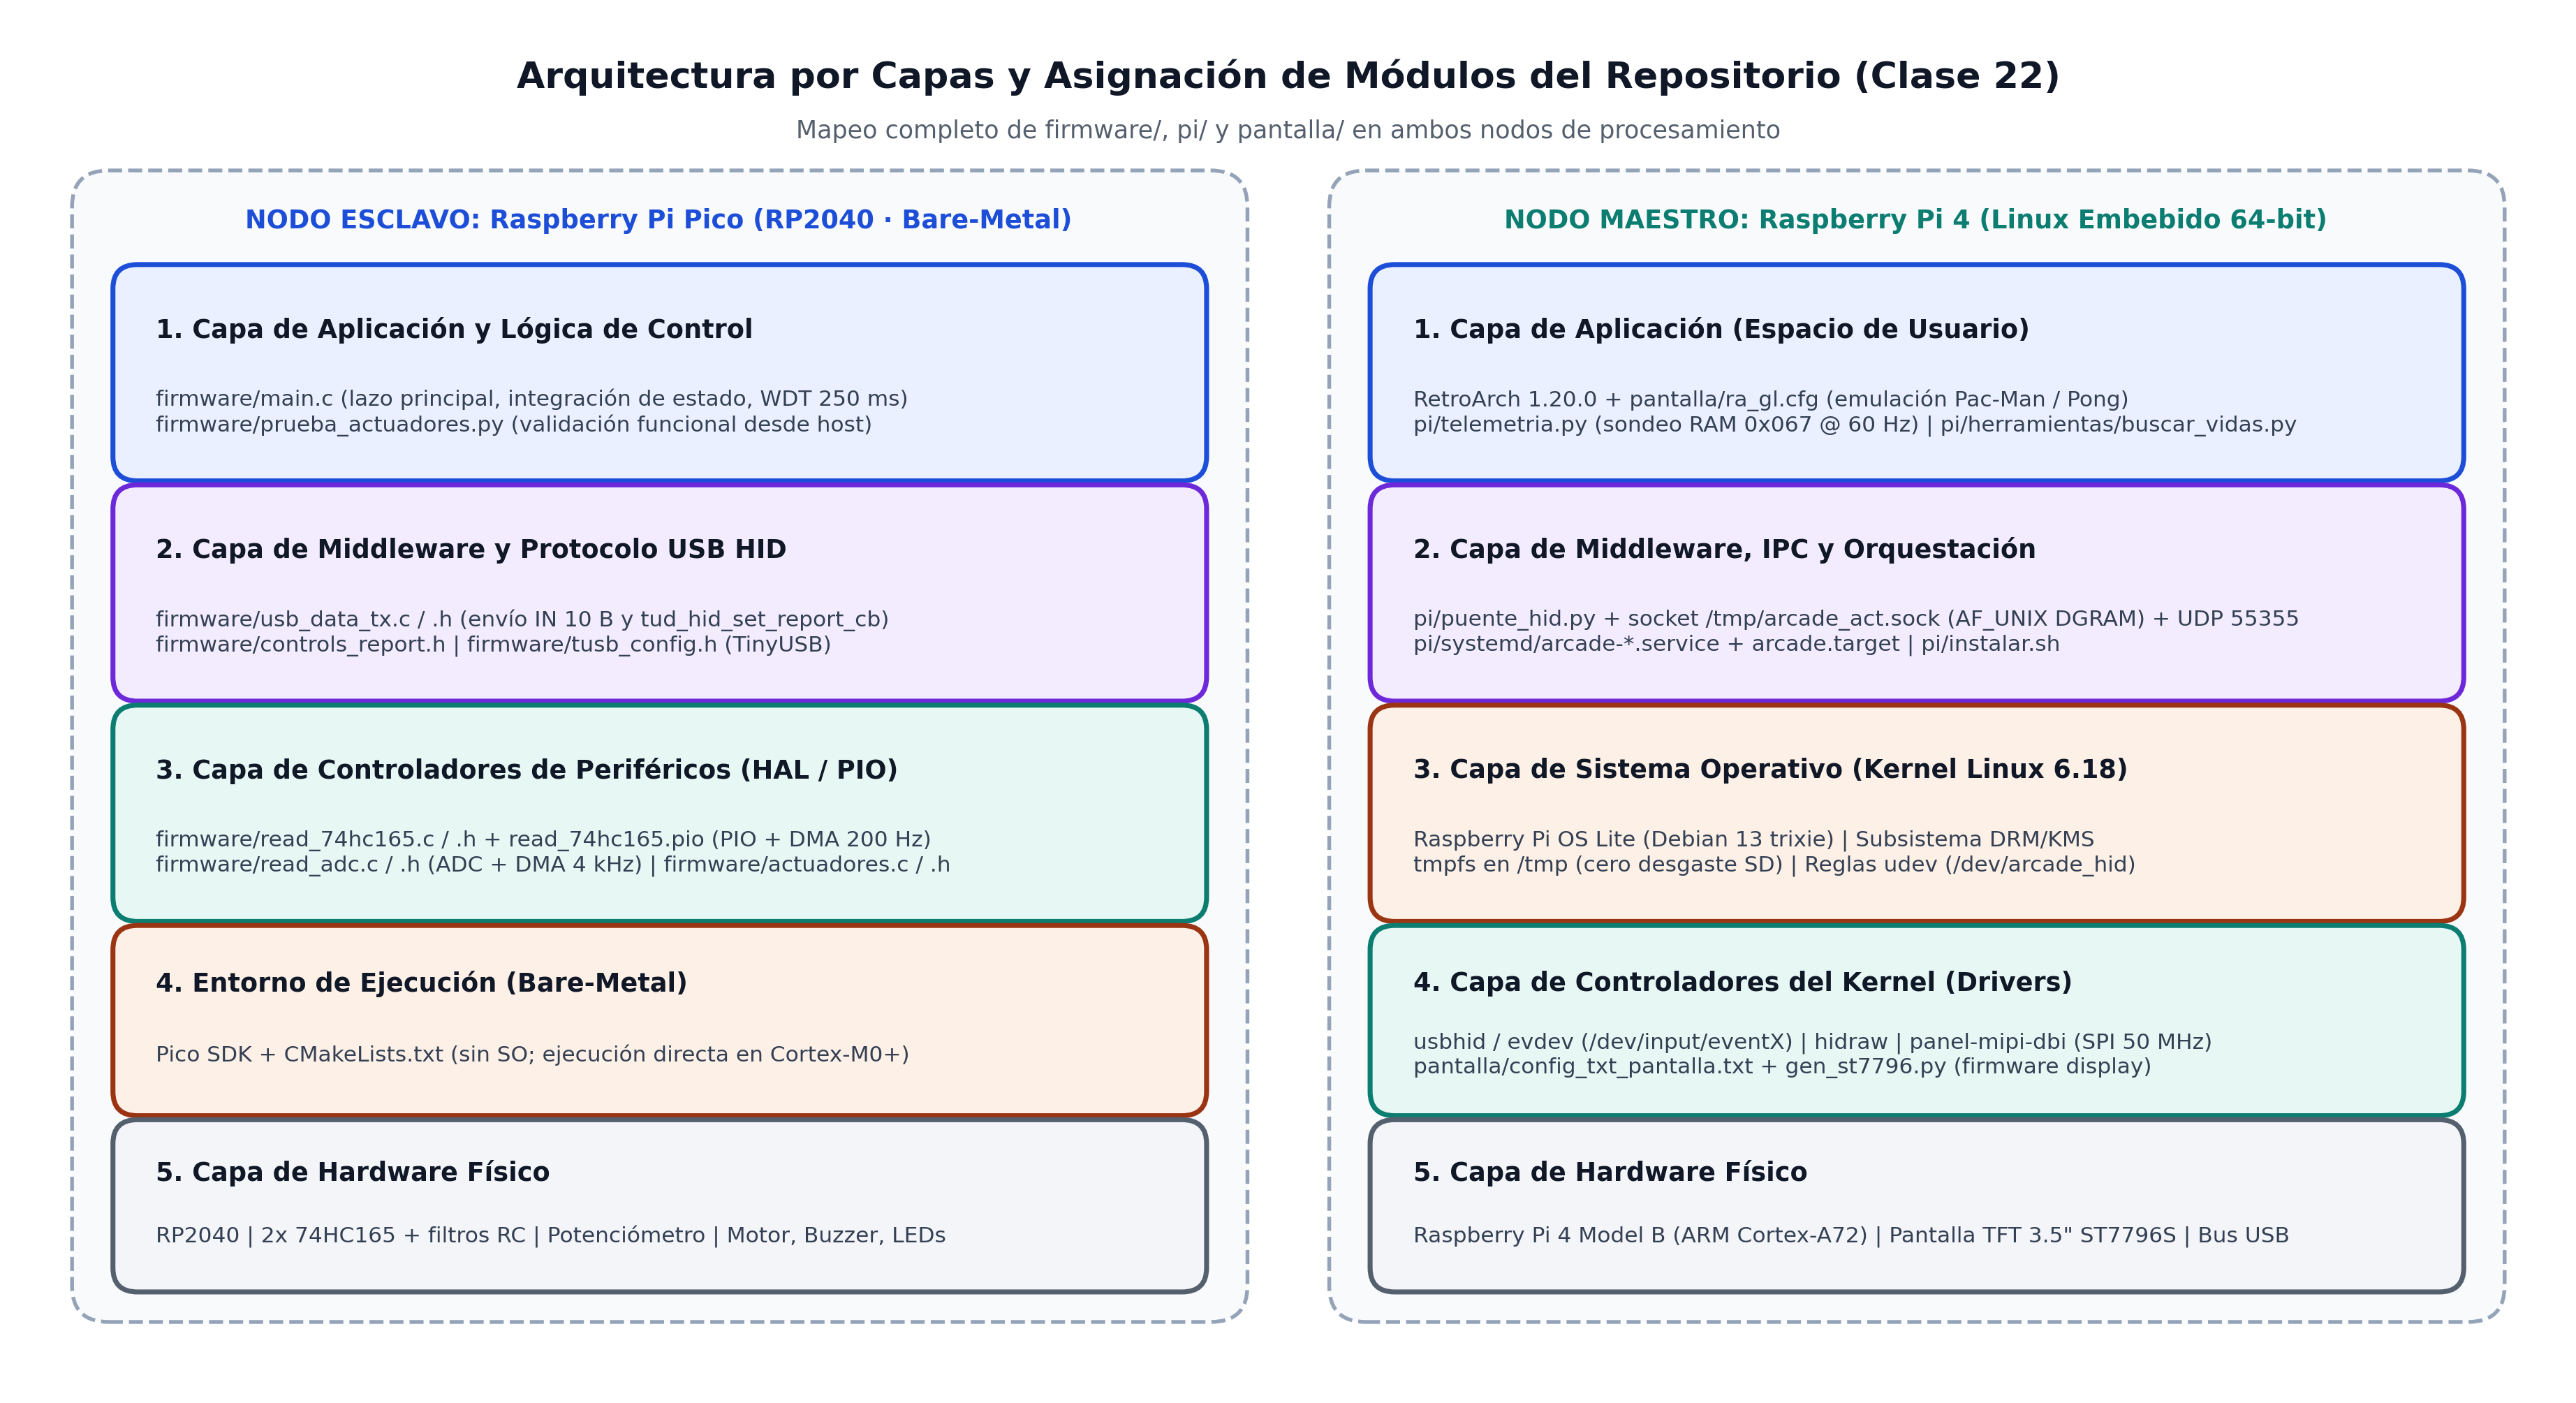 Arquitectura por Capas y Asignación de Módulos del Repositorio (Clase 22)
Mapeo completo de firmware/, pi/ y pantalla/ en ambos nodos de procesamiento
NODO ESCLAVO: Raspberry Pi Pico (RP2040 · Bare-Metal)
1. Capa de Aplicación y Lógica de Control
firmware/main.c (lazo principal, integración de estado, WDT 250 ms)
firmware/prueba_actuadores.py (validación funcional desde host)
2. Capa de Middleware y Protocolo USB HID
firmware/usb_data_tx.c / .h (envío IN 10 B y tud_hid_set_report_cb)
firmware/controls_report.h | firmware/tusb_config.h (TinyUSB)
3. Capa de Controladores de Periféricos (HAL / PIO)
firmware/read_74hc165.c / .h + read_74hc165.pio (PIO + DMA 200 Hz)
firmware/read_adc.c / .h (ADC + DMA 4 kHz) | firmware/actuadores.c / .h
4. Entorno de Ejecución (Bare-Metal)
Pico SDK + CMakeLists.txt (sin SO; ejecución directa en Cortex-M0+)
5. Capa de Hardware Físico
RP2040 | 2x 74HC165 + filtros RC | Potenciómetro | Motor, Buzzer, LEDs
NODO MAESTRO: Raspberry Pi 4 (Linux Embebido 64-bit)
1. Capa de Aplicación (Espacio de Usuario)
RetroArch 1.20.0 + pantalla/ra_gl.cfg (emulación Pac-Man / Pong)
pi/telemetria.py (sondeo RAM 0x067 @ 60 Hz) | pi/herramientas/buscar_vidas.py
2. Capa de Middleware, IPC y Orquestación
pi/puente_hid.py + socket /tmp/arcade_act.sock (AF_UNIX DGRAM) + UDP 55355
pi/systemd/arcade-*.service + arcade.target | pi/instalar.sh
3. Capa de Sistema Operativo (Kernel Linux 6.18)
Raspberry Pi OS Lite (Debian 13 trixie) | Subsistema DRM/KMS
tmpfs en /tmp (cero desgaste SD) | Reglas udev (/dev/arcade_hid)
4. Capa de Controladores del Kernel (Drivers)
usbhid / evdev (/dev/input/eventX) | hidraw | panel-mipi-dbi (SPI 50 MHz)
pantalla/config_txt_pantalla.txt + gen_st7796.py (firmware display)
5. Capa de Hardware Físico
Raspberry Pi 4 Model B (ARM Cortex-A72) | Pantalla TFT 3.5" ST7796S | Bus USB